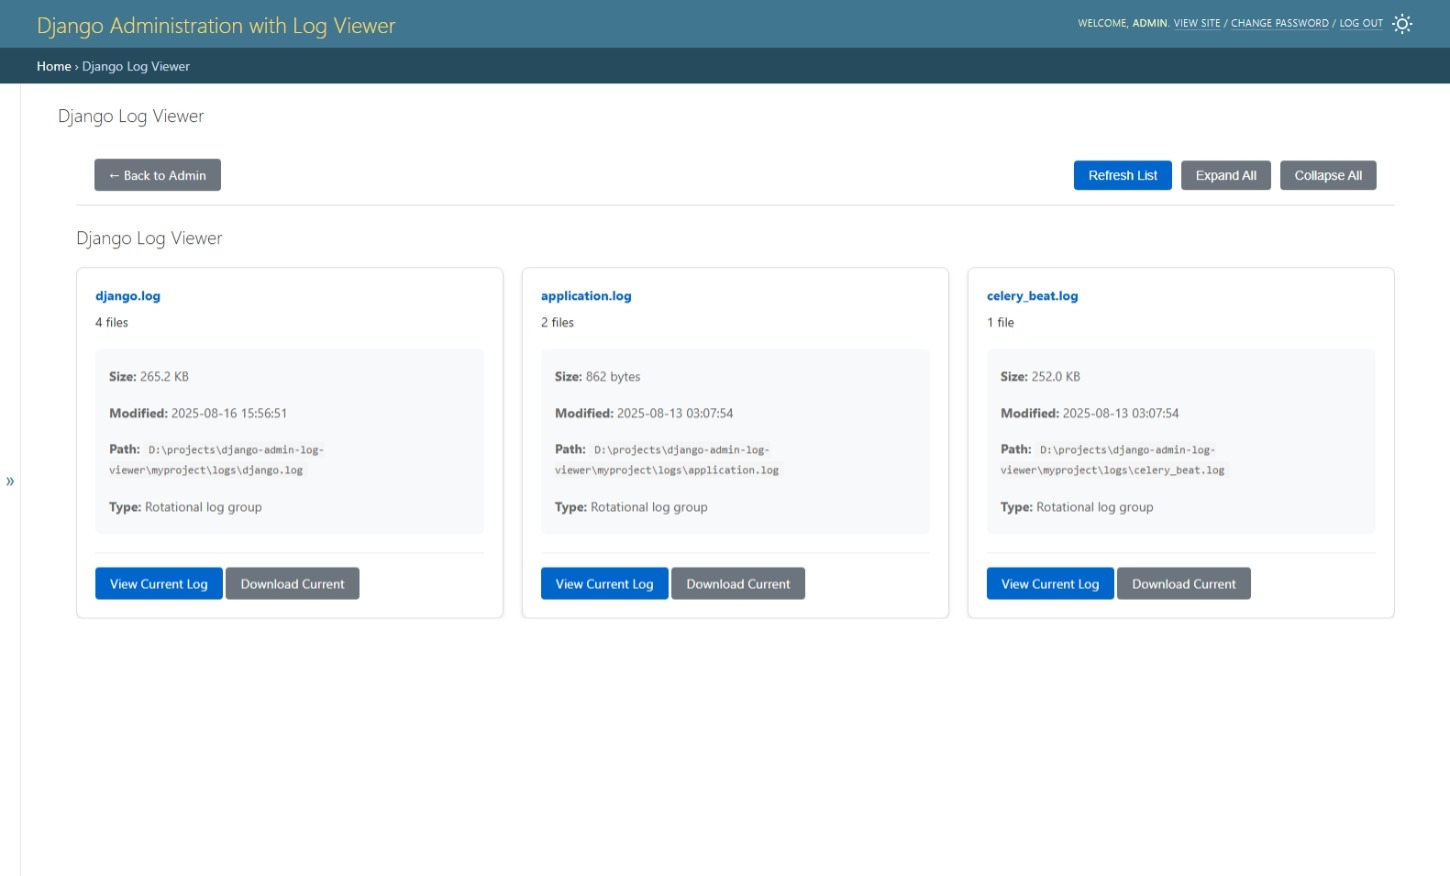 Django Administration with Log Viewer
WELCOME, ADMIN. VIEW SITE / CHANGE PASSWORD / LOG OUT
Home › Django Log Viewer
Django Log Viewer
← Back to Admin
Refresh List
Expand All
Collapse All
Django Log Viewer
django.log
4 files
Size: 265.2 KB
Modified: 2025-08-16 15:56:51
Path: D:\projects\django-admin-log-
viewer\myproject\logs\django.log
Type: Rotational log group
View Current Log
Download Current
application.log
2 files
Size: 862 bytes
Modified: 2025-08-13 03:07:54
Path: D:\projects\django-admin-log-
viewer\myproject\logs\application.log
Type: Rotational log group
View Current Log
Download Current
celery_beat.log
1 file
Size: 252.0 KB
Modified: 2025-08-13 03:07:54
Path: D:\projects\django-admin-log-
viewer\myproject\logs\celery_beat.log
Type: Rotational log group
View Current Log
Download Current
»